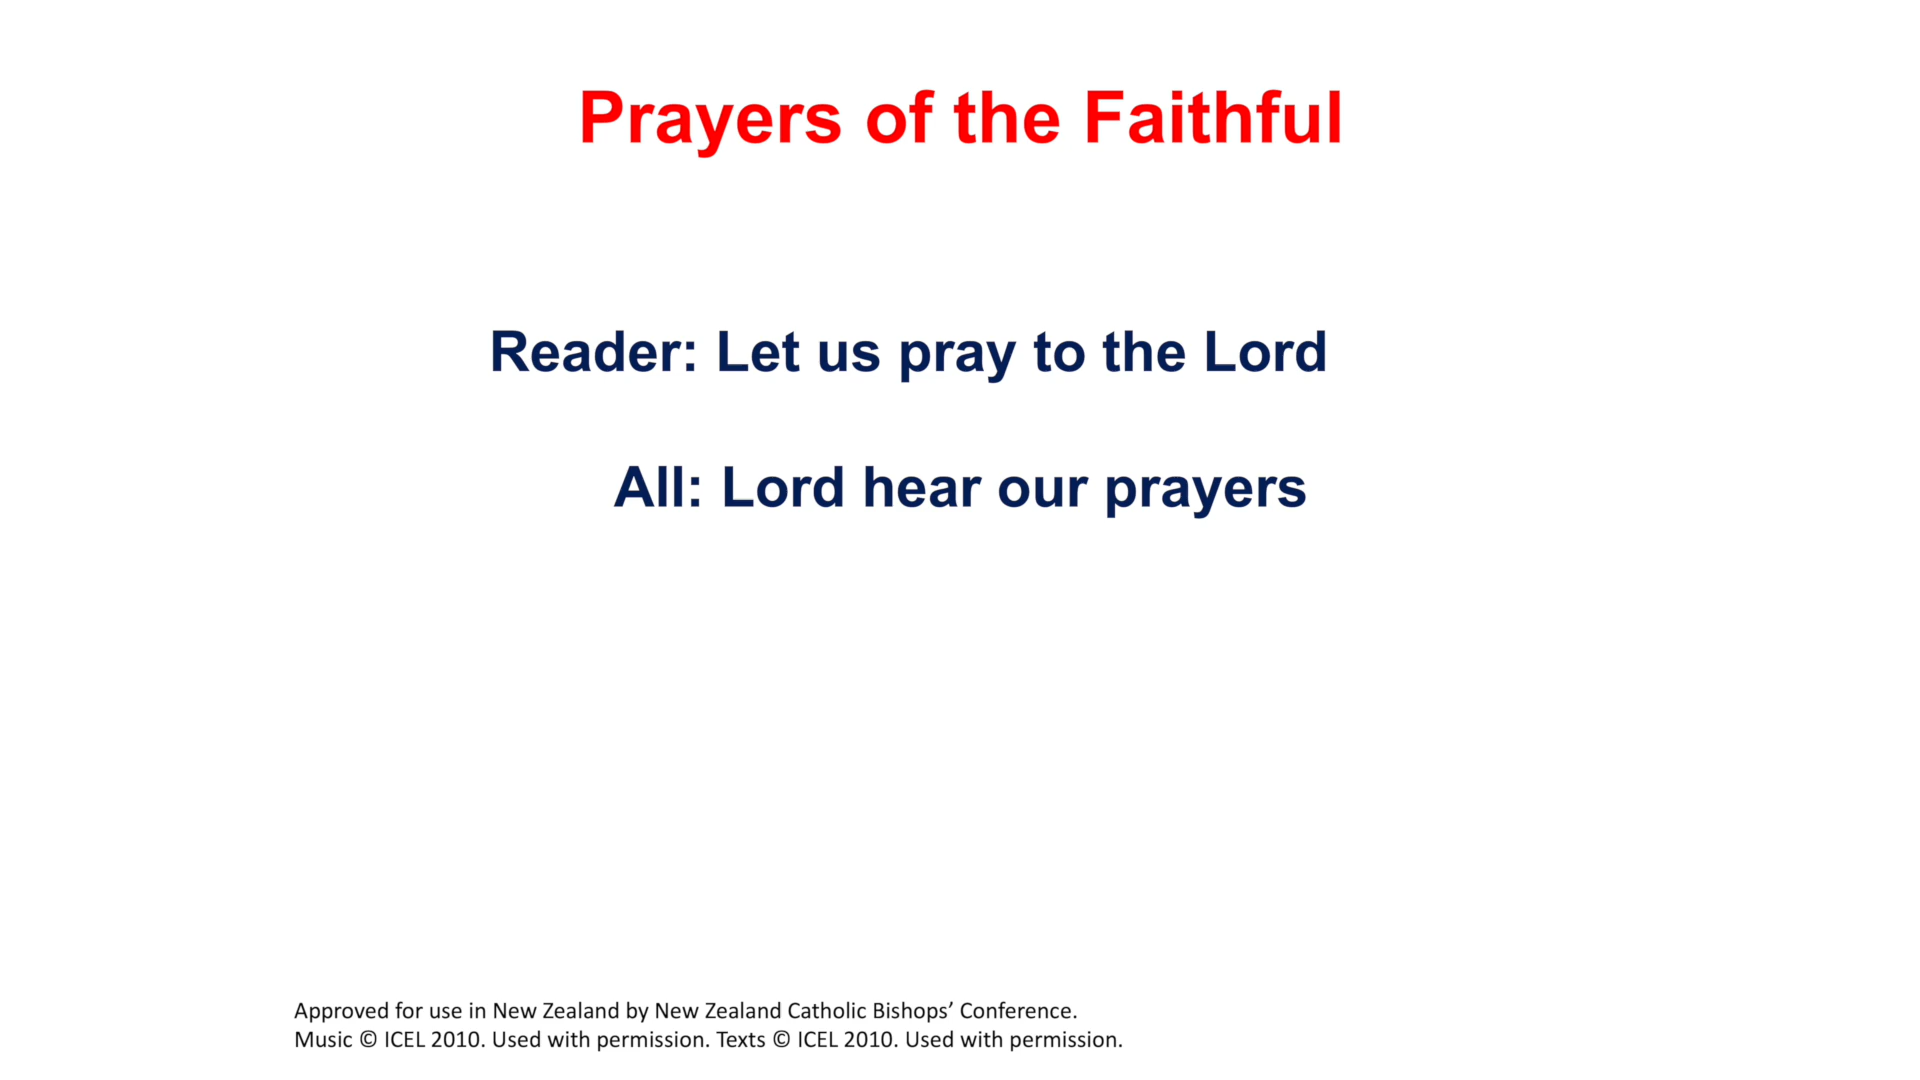 Prayers of the Faithful
Reader: Let us pray to the Lord
All: Lord hear our prayers
Approved for use in New Zealand by New Zealand Catholic Bishops’ Conference.
Music © ICEL 2010. Used with permission. Texts © ICEL 2010. Used with permission.